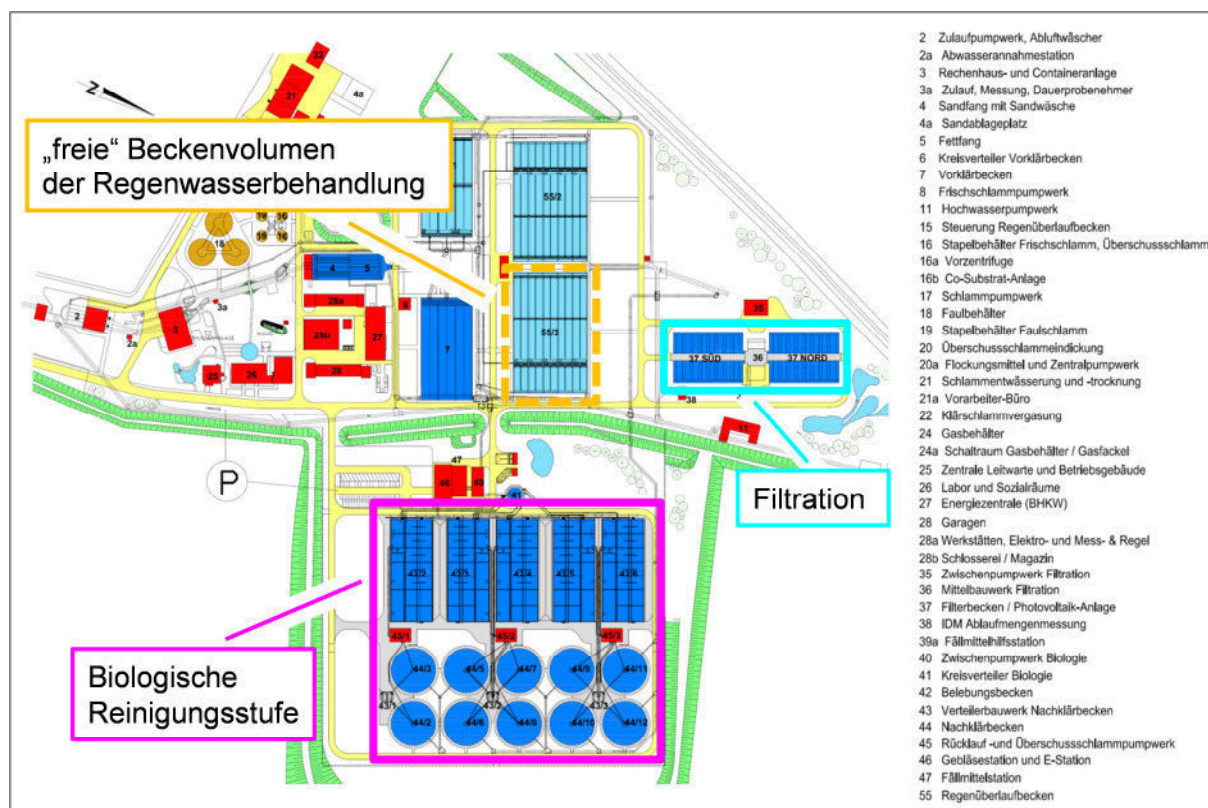 22
21
4a
N
„freie“ Beckenvolumen
der Regenwasserbehandlung
1
55/2
19
16
19
16
18
4
5
3a
2
2a
3
28a
8
28b
27
7
55/3
35
37 SÜD
36
37 NORD
25
26
28
38
11
P
47
46
40
41
Filtration
42/2
42/3
42/4
42/5
42/6
45/1
45/2
45/3
44/3
44/5
44/7
44/9
44/11
43/1
43/2
43/3
44/2
44/6
44/8
44/10
44/12
Biologische
Reinigungsstufe
2 Zulaufpumpwerk, Abluftwäscher
2a Abwasserannahmestation
3 Rechenhaus- und Containeranlage
3a Zulauf, Messung, Dauerprobenehmer
4 Sandfang mit Sandwäsche
4a Sandablageplatz
5 Fettfang
6 Kreisverteiler Vorklärbecken
7 Vorklärbecken
8 Frischschlammpumpwerk
11 Hochwasserpumpwerk
15 Steuerung Regenüberlaufbecken
16 Stapelbehälter Frischschlamm, Überschussschlamm
16a Vorzentrifuge
16b Co-Substrat-Anlage
17 Schlammpumpwerk
18 Faulbehälter
19 Stapelbehälter Faulschlamm
20 Überschussschlammeindickung
20a Flockungsmittel und Zentralpumpwerk
21 Schlammentwässerung und -trocknung
21a Vorarbeiter-Büro
22 Klärschlammvergasung
24 Gasbehälter
24a Schaltraum Gasbehälter / Gasfackel
25 Zentrale Leitwarte und Betriebsgebäude
26 Labor und Sozialräume
27 Energiezentrale (BHKW)
28 Garagen
28a Werkstätten, Elektro- und Mess- & Regel
28b Schlosserei / Magazin
35 Zwischenpumpwerk Filtration
36 Mittelbauwerk Filtration
37 Filterbecken / Photovoltaik-Anlage
38 IDM Ablaufmengenmessung
39a Fällmittelhilfsstation
40 Zwischenpumpwerk Biologie
41 Kreisverteiler Biologie
42 Belebungsbecken
43 Verteilerbauwerk Nachklärbecken
44 Nachklärbecken
45 Rücklauf -und Überschussschlammpumpwerk
46 Gebläsestation und E-Station
47 Fällmittelstation
55 Regenüberlaufbecken